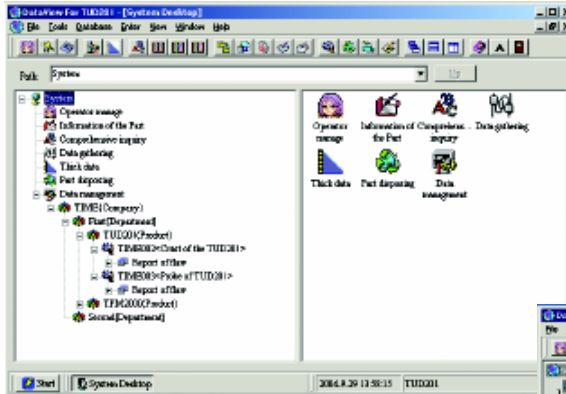 DataView For TUD201 - [System Desktop]
File Tools Database Enter View Window Help
Path: System
Up
System
Operator manage
Information of the Part
Comprehensive inquiry
Data gathering
Thick data
Part disposing
Data management
TIME(Company)
First[Department]
TUD201(Product)
TIME002<Coact of the TUD201>
Report of flaw
TIME003<Probe of TUD201>
Report of flaw
TFM2000(Product)
Second[Department]
Operator manage
Information of the Part
Comprehens... inquiry
Data gathering
Thick data
Part disposing
Data management
Start
System Desktop
2004.9.29 13:58:15
TUD201